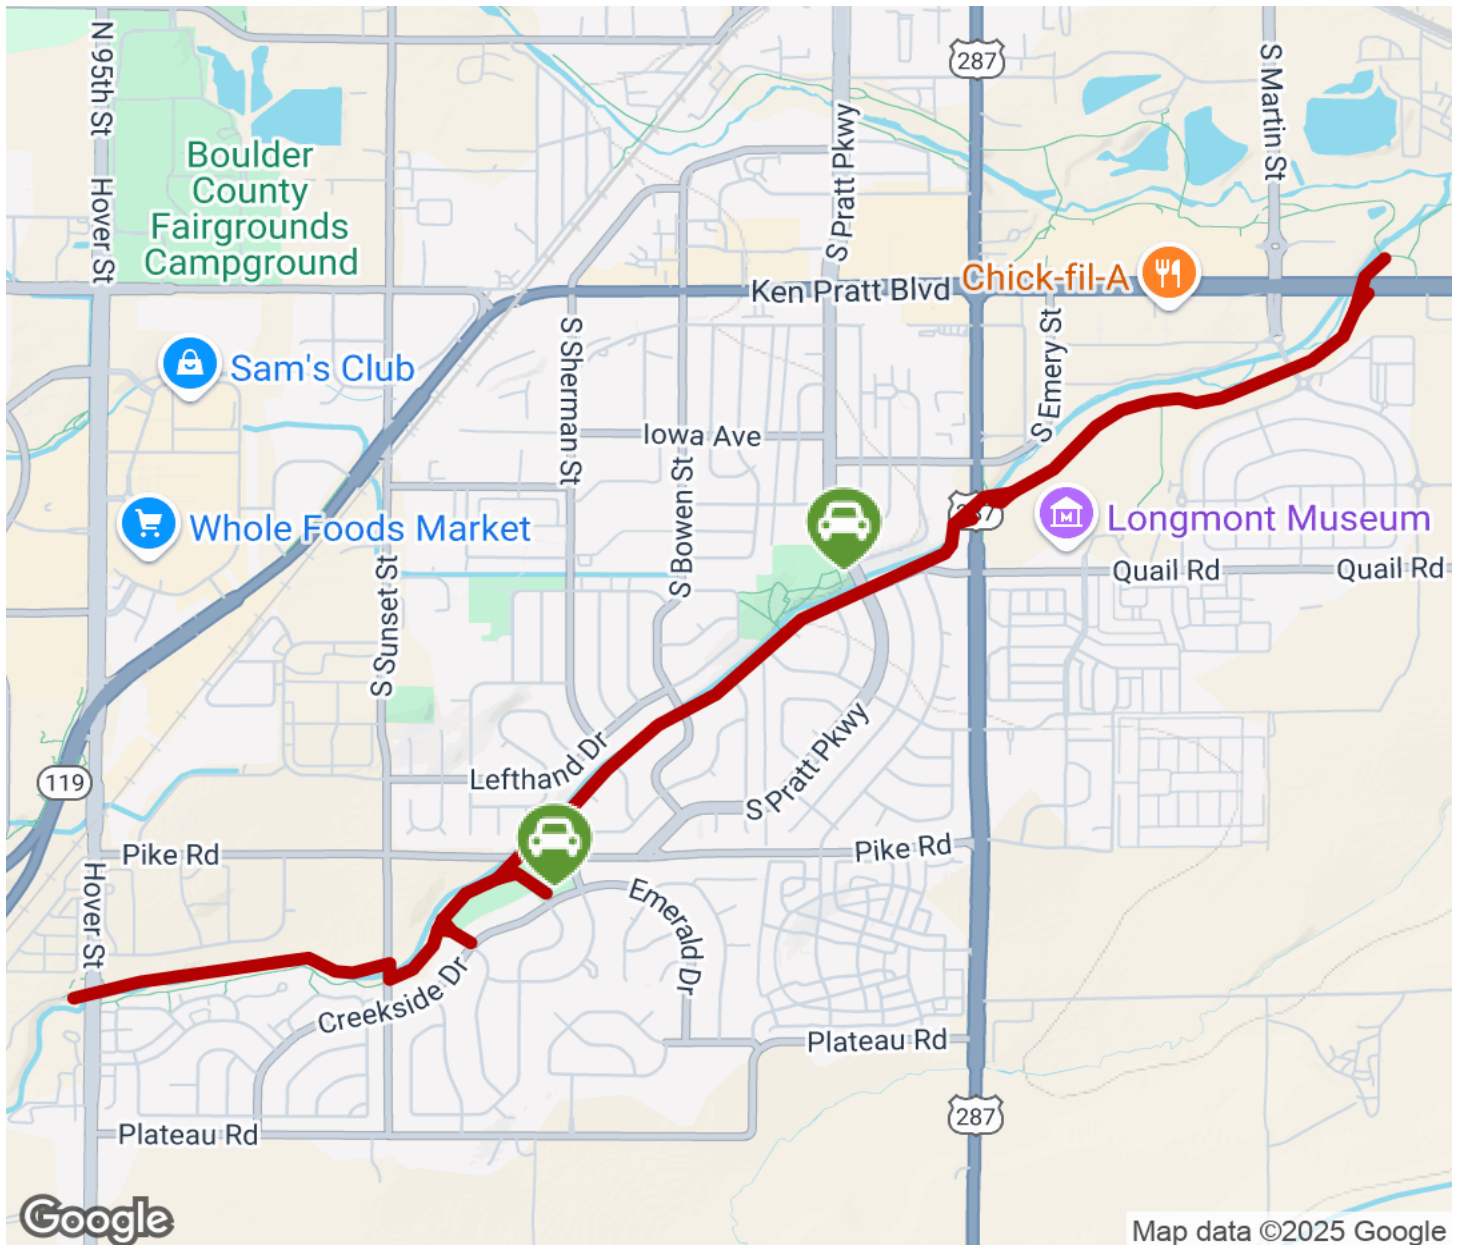 N 95th St
287
S Martin St
S Pratt Pkwy
Boulder
County
Fairgrounds
Campground
Hover St
Chick-fil-A
Ken Pratt Blvd
S Emery St
S Sherman St
Sam's Club
Iowa Ave
S Bowen St
287
Longmont Museum
Whole Foods Market
Quail Rd
Quail Rd
S Sunset St
S Pratt Pkwy
Lefthand Dr
119
Pike Rd
Pike Rd
Hover St
Emerald Dr
Creekside Dr
Plateau Rd
287
Plateau Rd
Google
Map data ©2025 Google